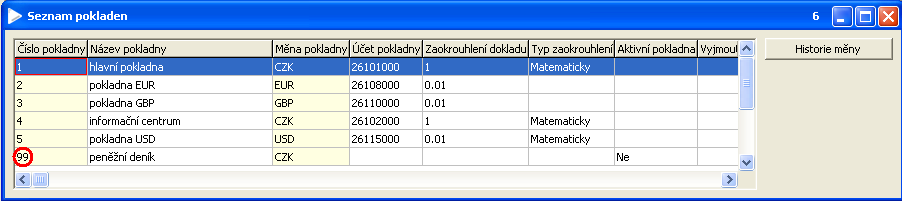 Seznam pokladen 6
Číslo pokladny Název pokladny Měna pokladny Účet pokladny Zaokrouhlení dokladu Typ zaokrouhlení Aktivní pokladna Vyjmout Historie měny
1 hlavní pokladna CZK 26101000 1 Matematicky
2 pokladna EUR EUR 26108000 0.01
3 pokladna GBP GBP 26110000 0.01
4 informační centrum CZK 26102000 1 Matematicky
5 pokladna USD USD 26115000 0.01 Matematicky
99 peněžní deník CZK Ne